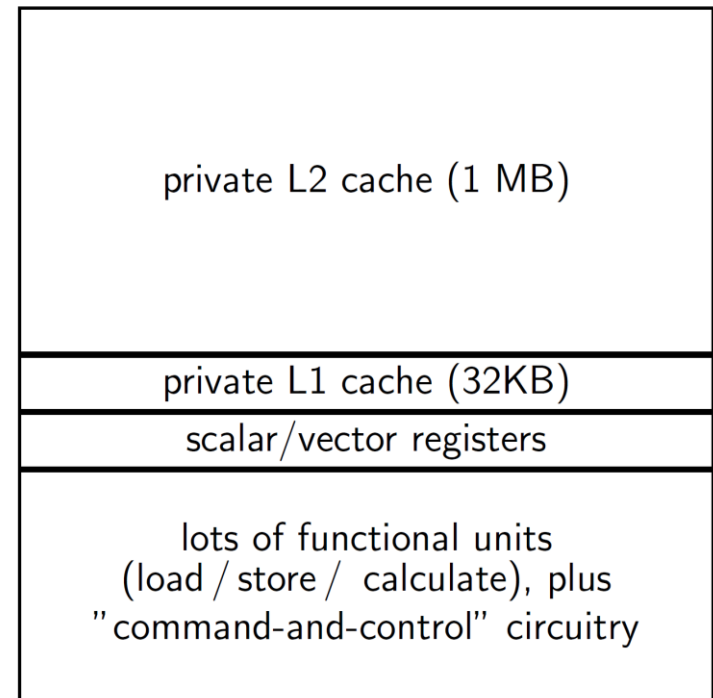 private L2 cache (1 MB)
private L1 cache (32KB)
scalar/vector registers
lots of functional units
(load / store / calculate), plus
"command-and-control" circuitry